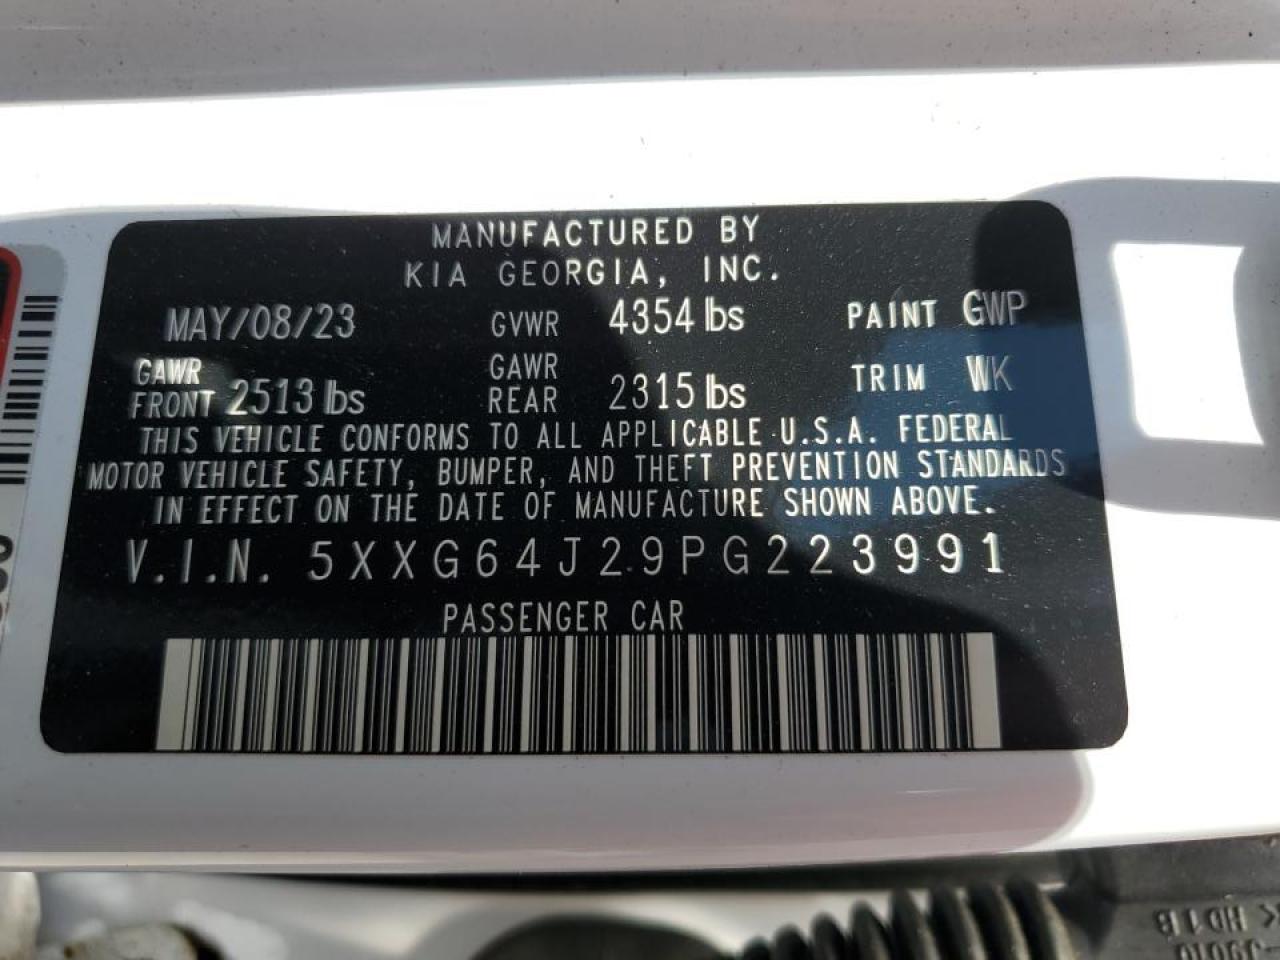 MANUFACTURED BY
KIA GEORGIA, INC.
MAY/08/23 GVWR 4354 lbs PAINT GWP
GAWR FRONT 2513 lbs GAWR REAR 2315 lbs TRIM WK
THIS VEHICLE CONFORMS TO ALL APPLICABLE U.S.A. FEDERAL
MOTOR VEHICLE SAFETY, BUMPER, AND THEFT PREVENTION STANDARDS
IN EFFECT ON THE DATE OF MANUFACTURE SHOWN ABOVE.
V.I.N. 5XXG64J29PG223991
PASSENGER CAR